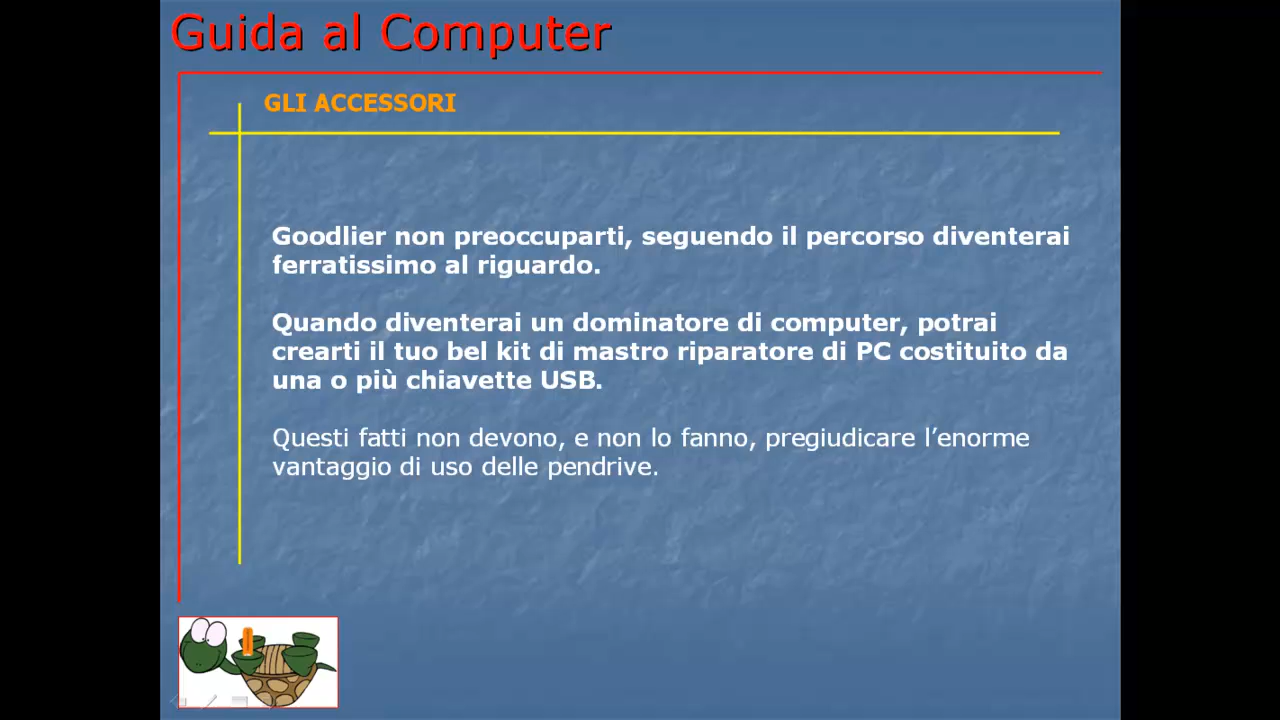 Guida al Computer
GLI ACCESSORI
Goodlier non preoccuparti, seguendo il percorso diventerai
ferratissimo al riguardo.
Quando diventerai un dominatore di computer, potrai
crearti il tuo bel kit di mastro riparatore di PC costituito da
una o più chiavette USB.
Questi fatti non devono, e non lo fanno, pregiudicare l’enorme
vantaggio di uso delle pendrive.